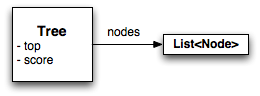 Tree
- top
- score
nodes
List<Node>